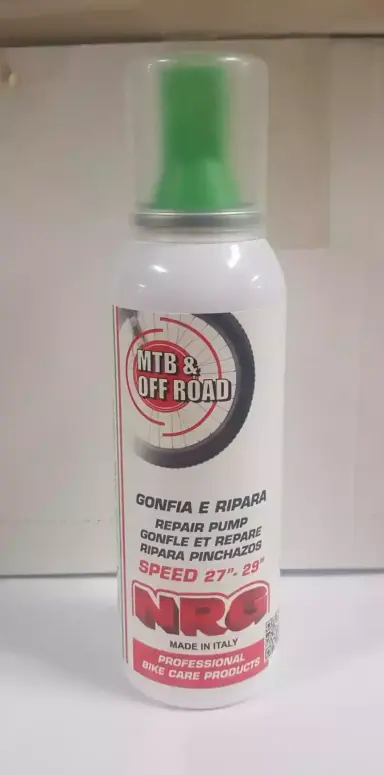 MTB &
OFF ROAD
GONFIA E RIPARA
REPAIR PUMP
GONFLE ET REPARE
RIPARA PINCHAZOS
SPEED 27"- 29"
NRG
MADE IN ITALY
PROFESSIONAL
BIKE CARE PRODUCTS